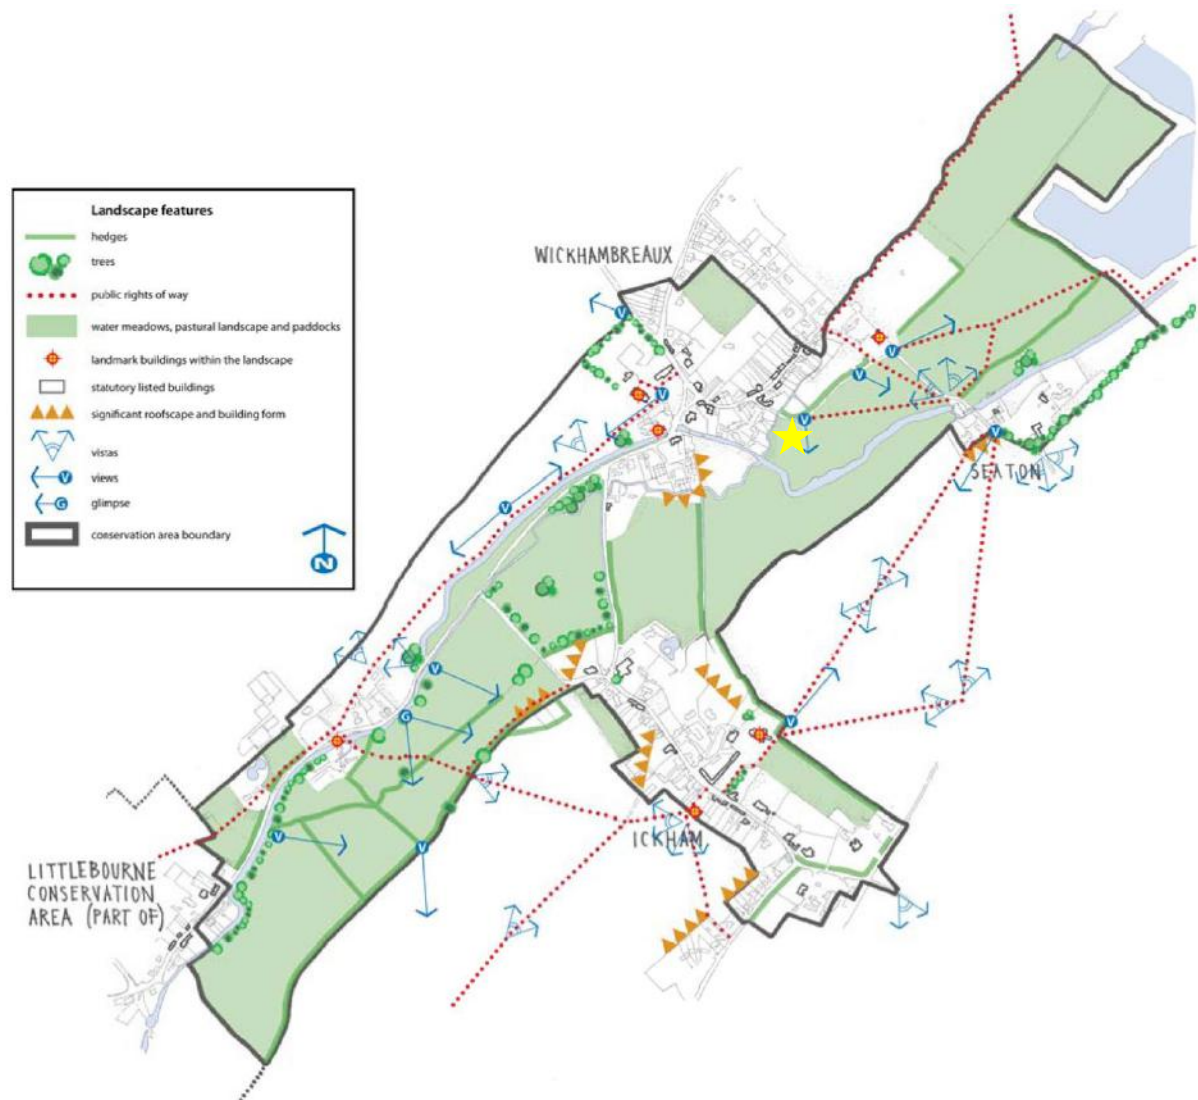 Landscape features
hedges
trees
public rights of way
water meadows, pastural landscape and paddocks
landmark buildings within the landscape
statutory listed buildings
significant roofscape and building form
vistas
V
views
G
glimpse
conservation area boundary
N
WICKHAMBREAUX
V
V
V
V
V
V
V
SEATON
V
V
G
V
V
V
ICKHAM
LITTLEBOURNE
CONSERVATION
AREA (PART OF)